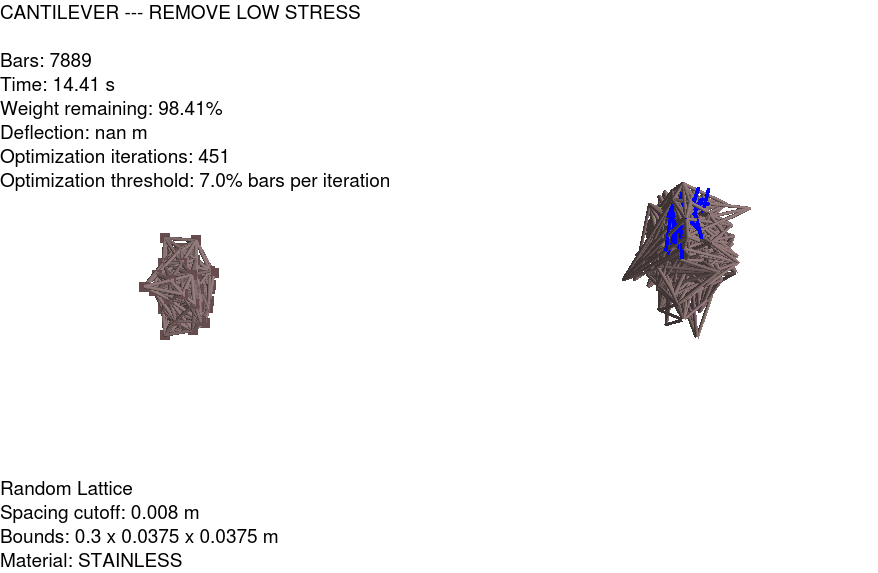 CANTILEVER --- REMOVE LOW STRESS
Bars: 7889
Time: 14.41 s
Weight remaining: 98.41%
Deflection: nan m
Optimization iterations: 451
Optimization threshold: 7.0% bars per iteration
Random Lattice
Spacing cutoff: 0.008 m
Bounds: 0.3 x 0.0375 x 0.0375 m
Material: STAINLESS